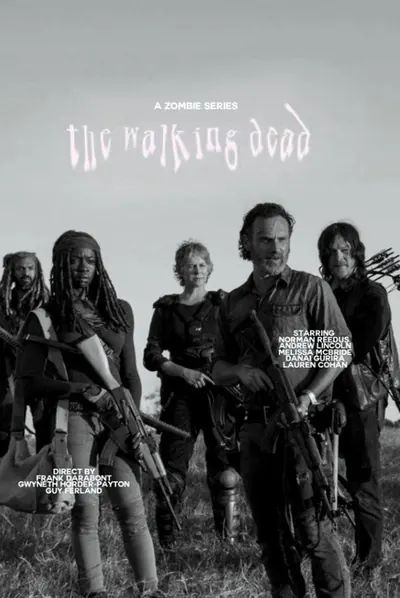 A ZOMBIE SERIES
the walking dead
STARRING
NORMAN REEDUS
ANDREW LINCOLN
MELISSA MCBRIDE
DANAI GURIRA
LAUREN COHAN
DIRECT BY
FRANK DARABONT
GWYNETH HORDER-PAYTON
GUY FERLAND